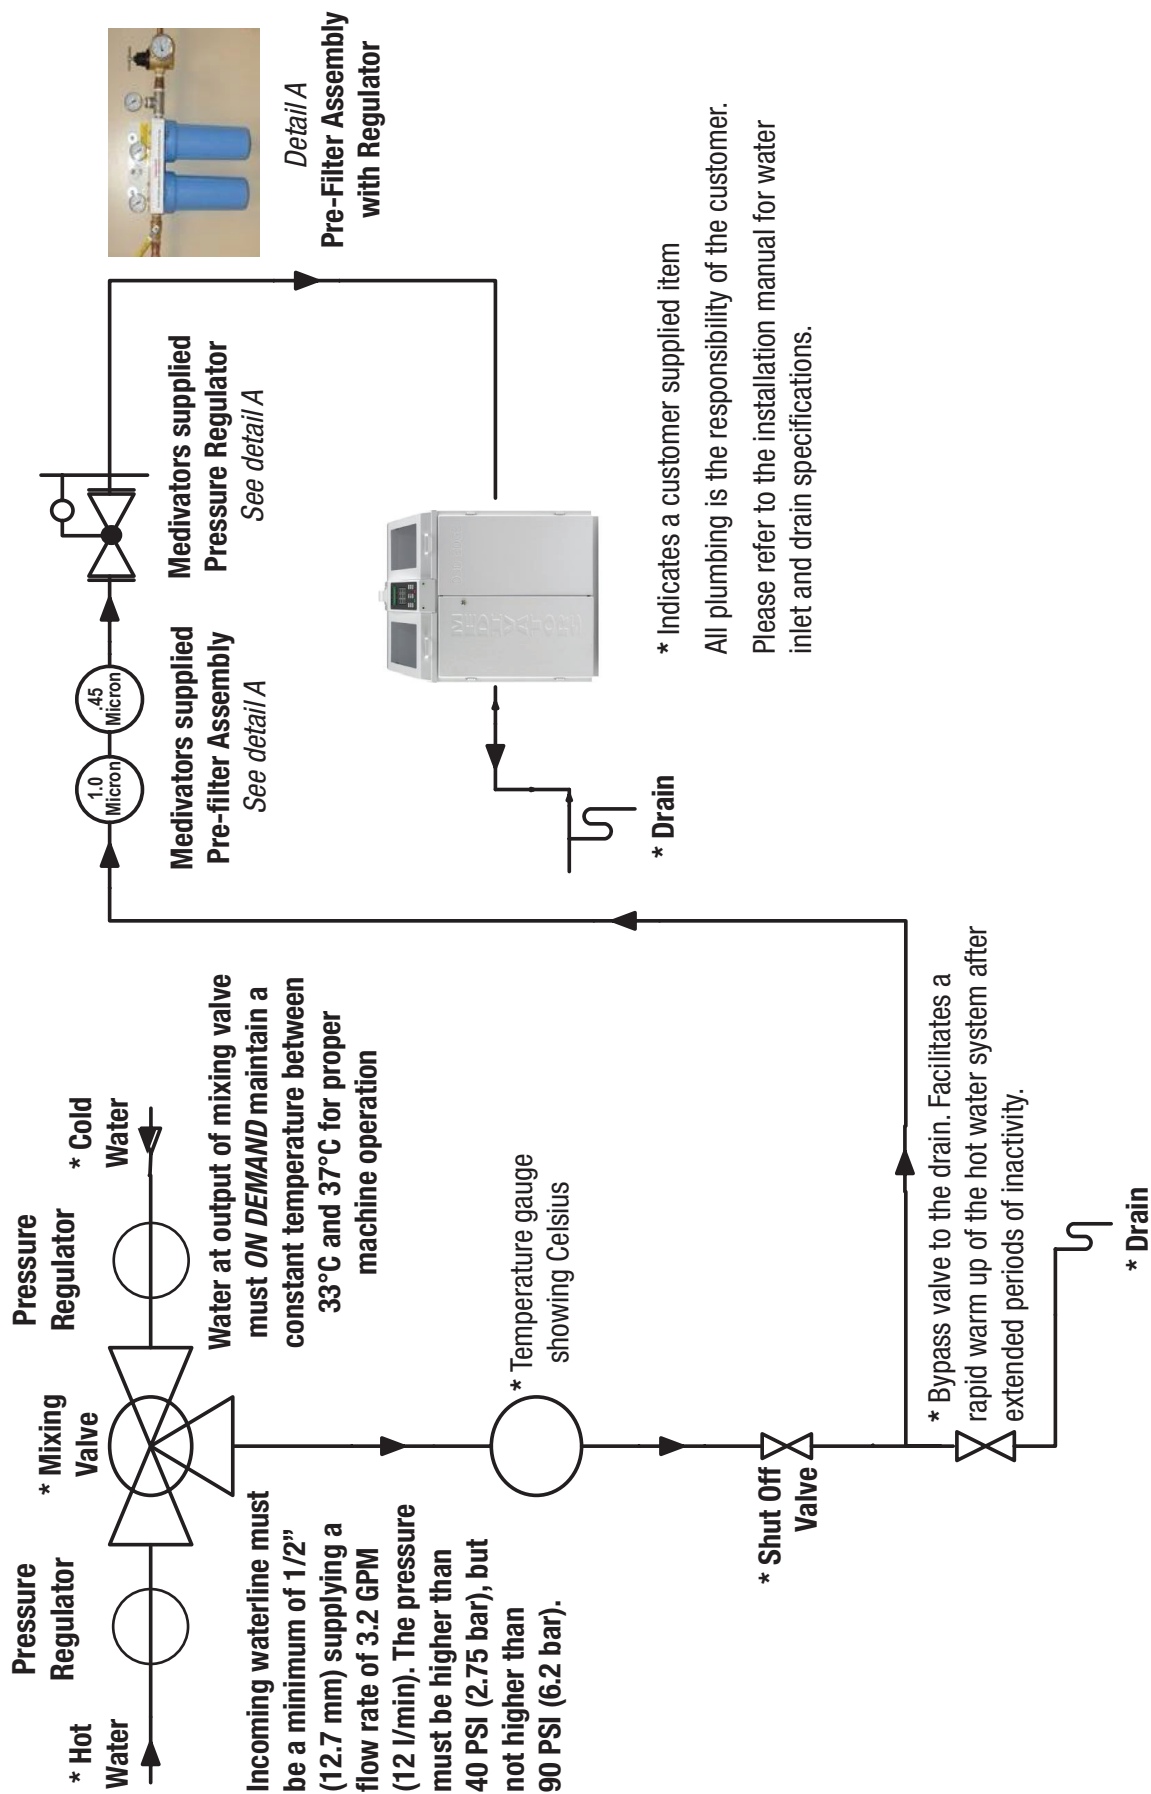 Pressure
Regulator
* Mixing
Valve
Pressure
Regulator
* Hot
Water
* Cold
Water
Incoming waterline must
be a minimum of 1/2”
(12.7 mm) supplying a
flow rate of 3.2 GPM
(12 l/min). The pressure
must be higher than
40 PSI (2.75 bar), but
not higher than
90 PSI (6.2 bar).
Water at output of mixing valve
must ON DEMAND maintain a
constant temperature between
33°C and 37°C for proper
machine operation
* Temperature gauge
showing Celsius
* Shut Off
Valve
* Bypass valve to the drain. Facilitates a
rapid warm up of the hot water system after
extended periods of inactivity.
* Drain
1.0
Micron
.45
Micron
Medivators supplied
Pre-filter Assembly
See detail A
Medivators supplied
Pressure Regulator
See detail A
Detail A
Pre-Filter Assembly
with Regulator
MEDIVATORS
* Drain
* Indicates a customer supplied item
All plumbing is the responsibility of the customer.
Please refer to the installation manual for water
inlet and drain specifications.